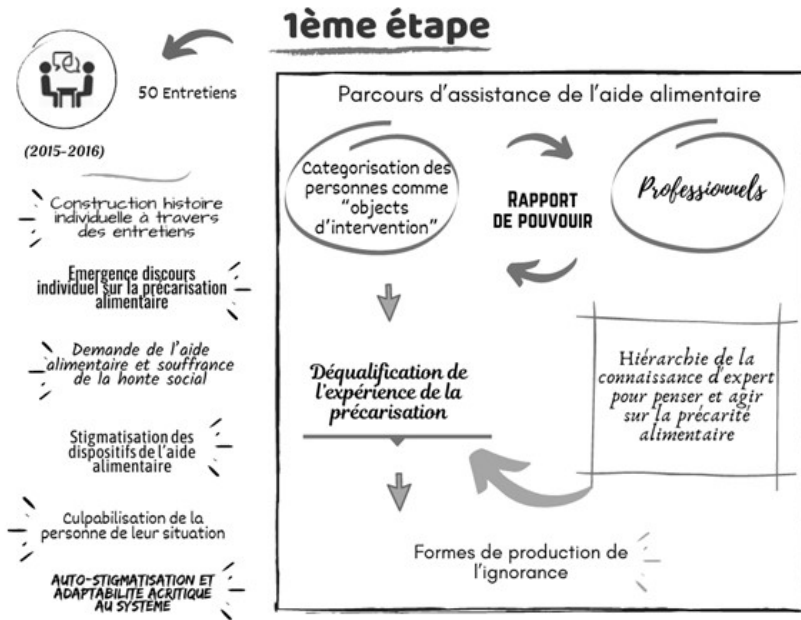 1ème étape
50 Entretiens
(2015-2016)
Construction histoire
individuelle à travers
des entretiens
Emergence discours
individuel sur la précarisation
alimentaire
Demande de l'aide
alimentaire et souffrance
de la honte social
Stigmatisation des
dispositifs de l'aide
alimentaire
Culpabilisation de la
personne de leur situation
AUTO-STIGMATISATION ET
ADAPTABILITÉ ACRITIQUE
AU SYSTÈME
Parcours d'assistance de l'aide alimentaire
Categorisation des
personnes comme
"objects
d'intervention"
RAPPORT
DE POUVOUIR
Professionnels
Déqualification de
l'expérience de la
précarisation
Hiérarchie de la
connaissance d'expert
pour penser et agir
sur la précarité
alimentaire
Formes de production de
l'ignorance